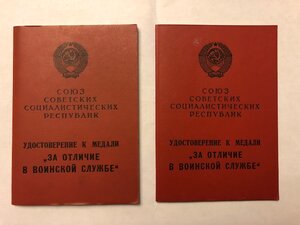 СОЮЗ
СОВЕТСКИХ
СОЦИАЛИСТИЧЕСКИХ
РЕСПУБЛИК
УДОСТОВЕРЕНИЕ К МЕДАЛИ
„ЗА ОТЛИЧИЕ
В ВОИНСКОЙ СЛУЖБЕ“
СОЮЗ
СОВЕТСКИХ
СОЦИАЛИСТИЧЕСКИХ
РЕСПУБЛИК
УДОСТОВЕРЕНИЕ К МЕДАЛИ
„ЗА ОТЛИЧИЕ
В ВОИНСКОЙ СЛУЖБЕ“